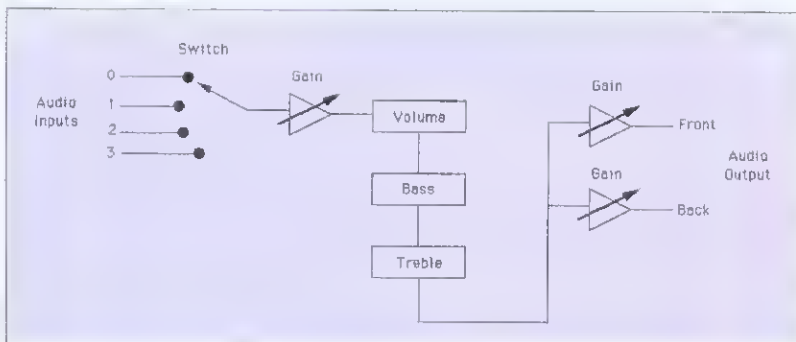 Switch
0
1
2
3
Audio
Inputs
Gain
Volume
Bass
Treble
Gain
Front
Gain
Back
Audio
Output